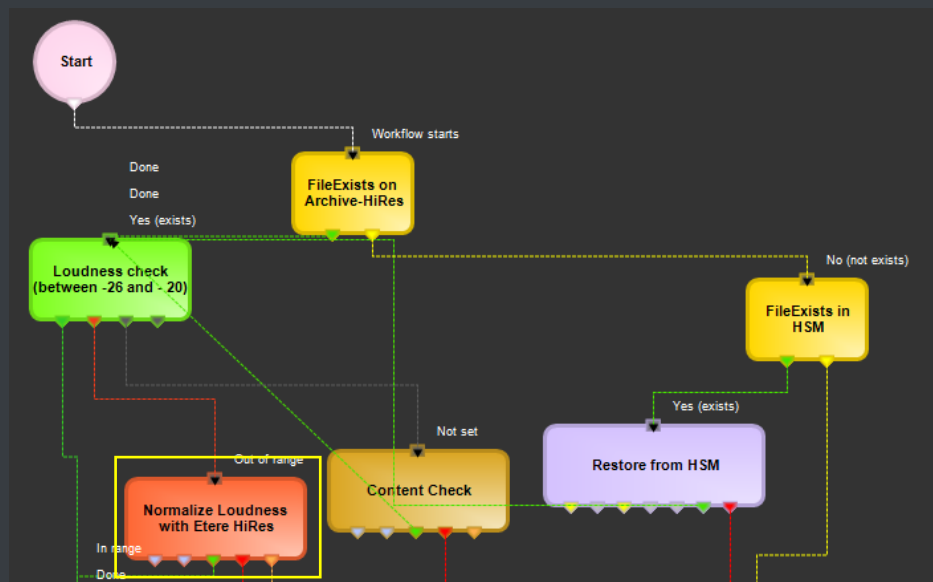 Start
Workflow starts
Done
Done
Yes (exists)
FileExists on
Archive-HiRes
Loudness check
(between -26 and - 20)
No (not exists)
FileExists in
HSM
Yes (exists)
Not set
Out of range
Restore from HSM
Content Check
Normalize Loudness
with Etere HiRes
In range
Done